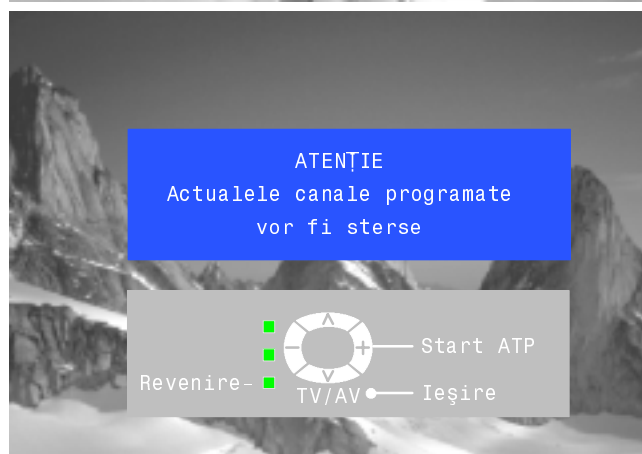 ATENȚIE
Actualele canale programate
vor fi sterse
Start ATP
Revenire-
TV/AV
Ieşire